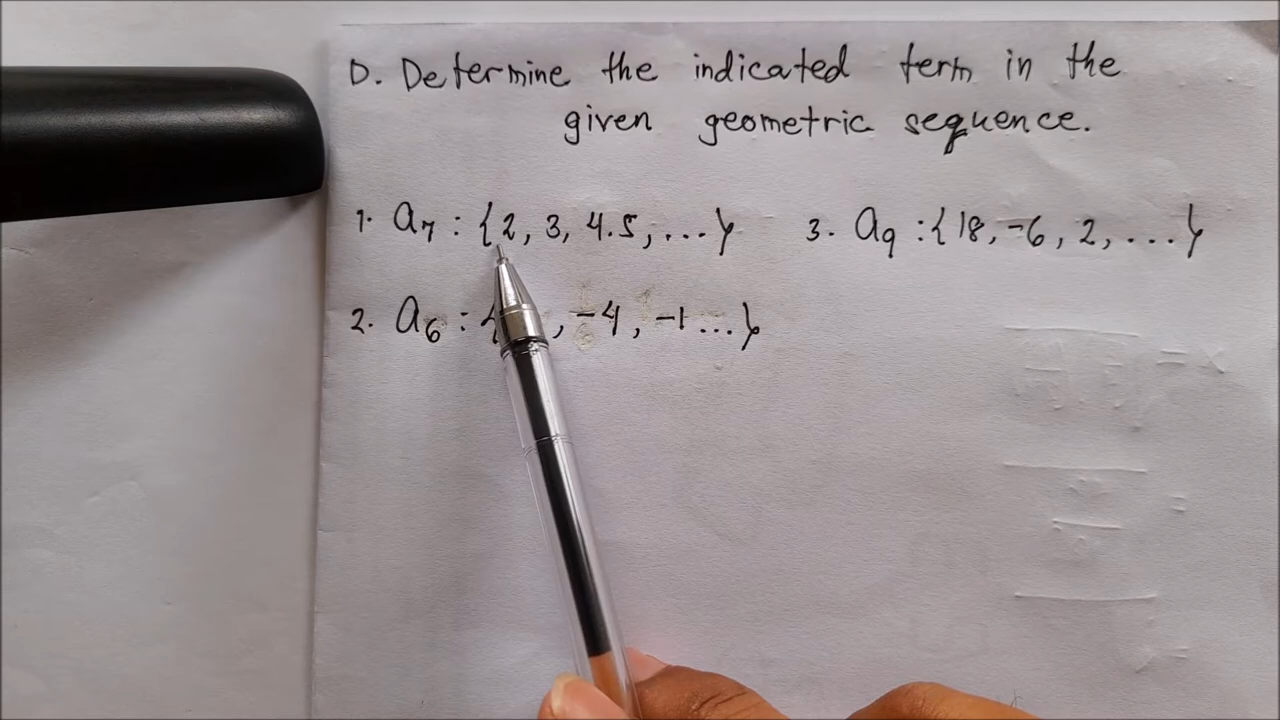 D. Determine the indicated term in the
given geometric sequence.
1. a₇ : {2, 3, 4.5, ...}
2. a₆ : { , -4, -1 ...}
3. a₉ : {18, -6, 2, ...}